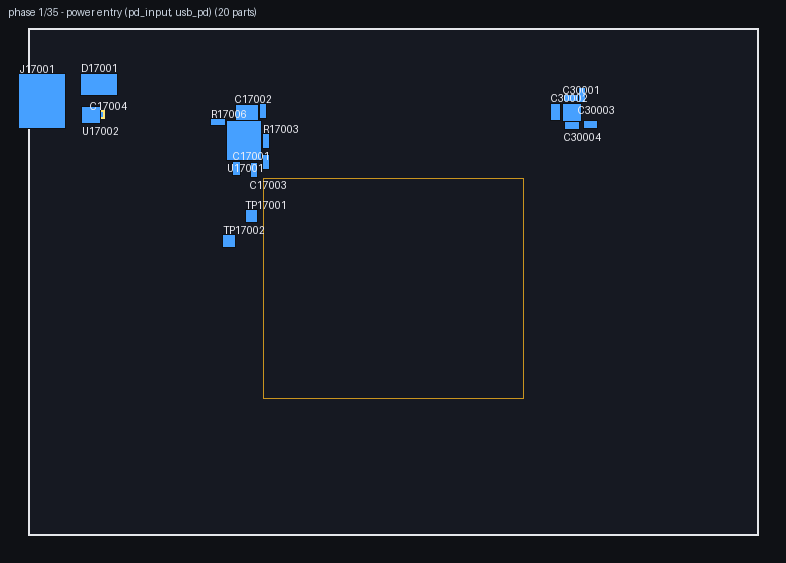 phase 1/35 - power entry (pd_input, usb_pd) (20 parts)
J17001
D17001
C17004
U17002
C17002
R17006
R17003
C17001
U17001
C17003
TP17001
TP17002
C30001
C30002
C30003
C30004